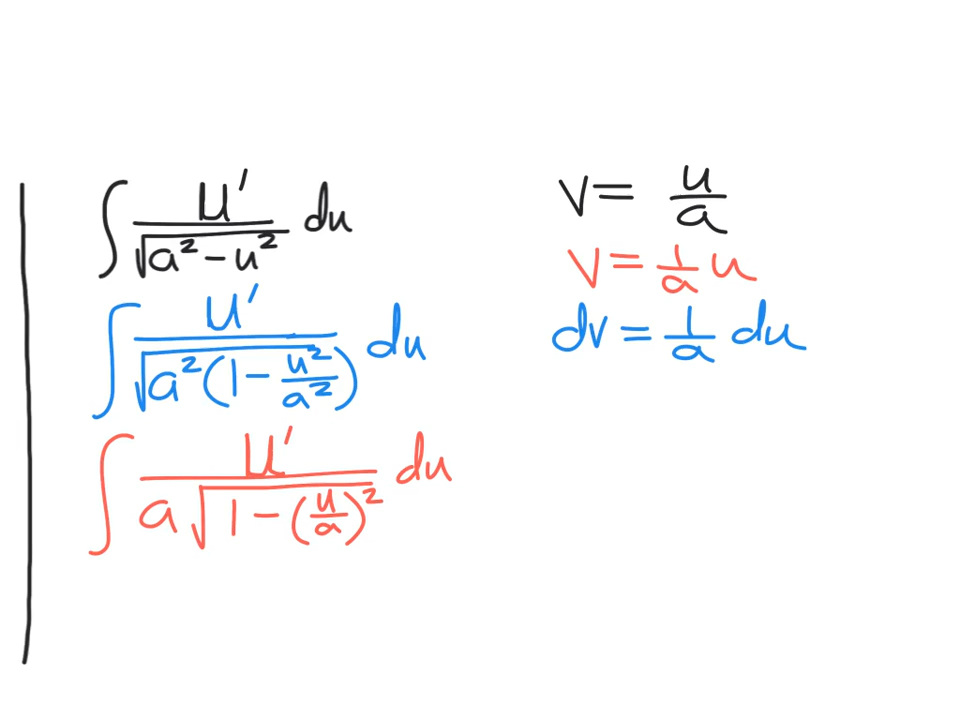 ∫ u' / √(a² − u²) du
∫ u' / √(a²(1 − u²/a²)) du
∫ u' / (a√(1 − (u/a)²)) du
v = u/a
v = 1/a u
dv = 1/a du